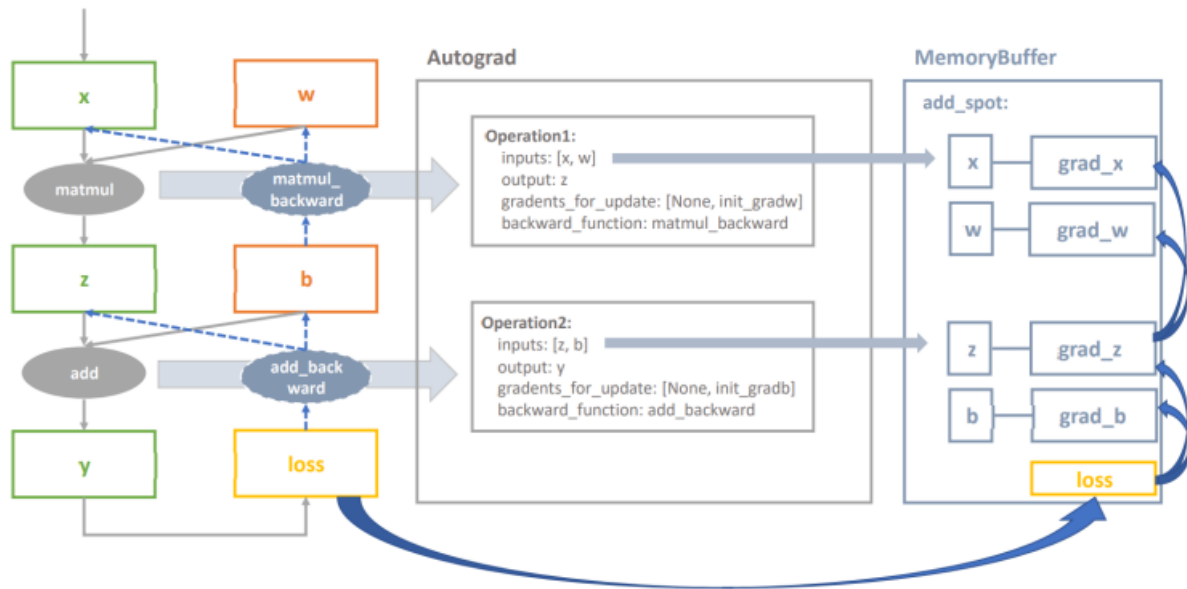 x
w
matmul
matmul_
backward
z
b
add
add_back
ward
y
loss
Autograd
Operation1:
inputs: [x, w]
output: z
gradents_for_update: [None, init_gradw]
backward_function: matmul_backward
Operation2:
inputs: [z, b]
output: y
gradents_for_update: [None, init_gradb]
backward_function: add_backward
MemoryBuffer
add_spot:
x
grad_x
w
grad_w
z
grad_z
b
grad_b
loss